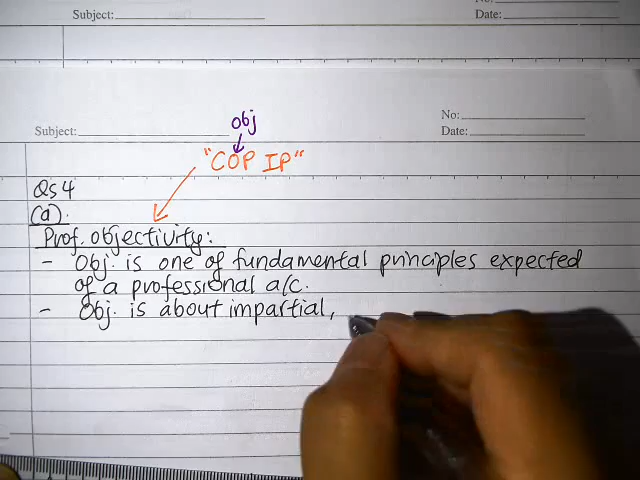 No:
Subject:
Date:
obj
No:
Subject:
Date:
"COP IP"
Qs 4
(a).
Prof. objectivity:
- Obj. is one of fundamental principles expected
of a professional a/c.
- Obj. is about impartial,